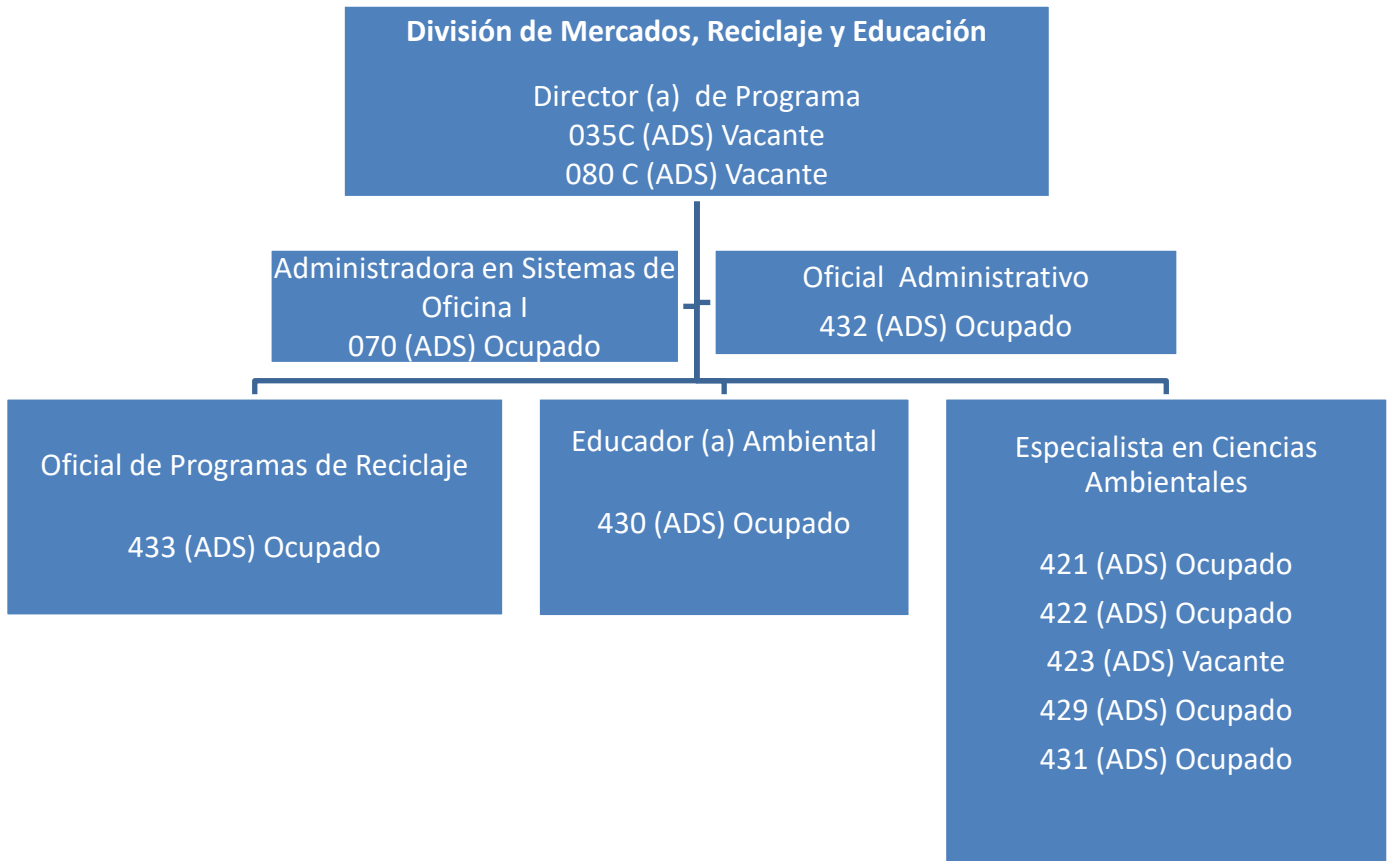 División de Mercados, Reciclaje y Educación
Director (a) de Programa
035C (ADS) Vacante
080 C (ADS) Vacante
Administradora en Sistemas de
Oficina I
070 (ADS) Ocupado
Oficial Administrativo
432 (ADS) Ocupado
Oficial de Programas de Reciclaje
433 (ADS) Ocupado
Educador (a) Ambiental
430 (ADS) Ocupado
Especialista en Ciencias
Ambientales
421 (ADS) Ocupado
422 (ADS) Ocupado
423 (ADS) Vacante
429 (ADS) Ocupado
431 (ADS) Ocupado